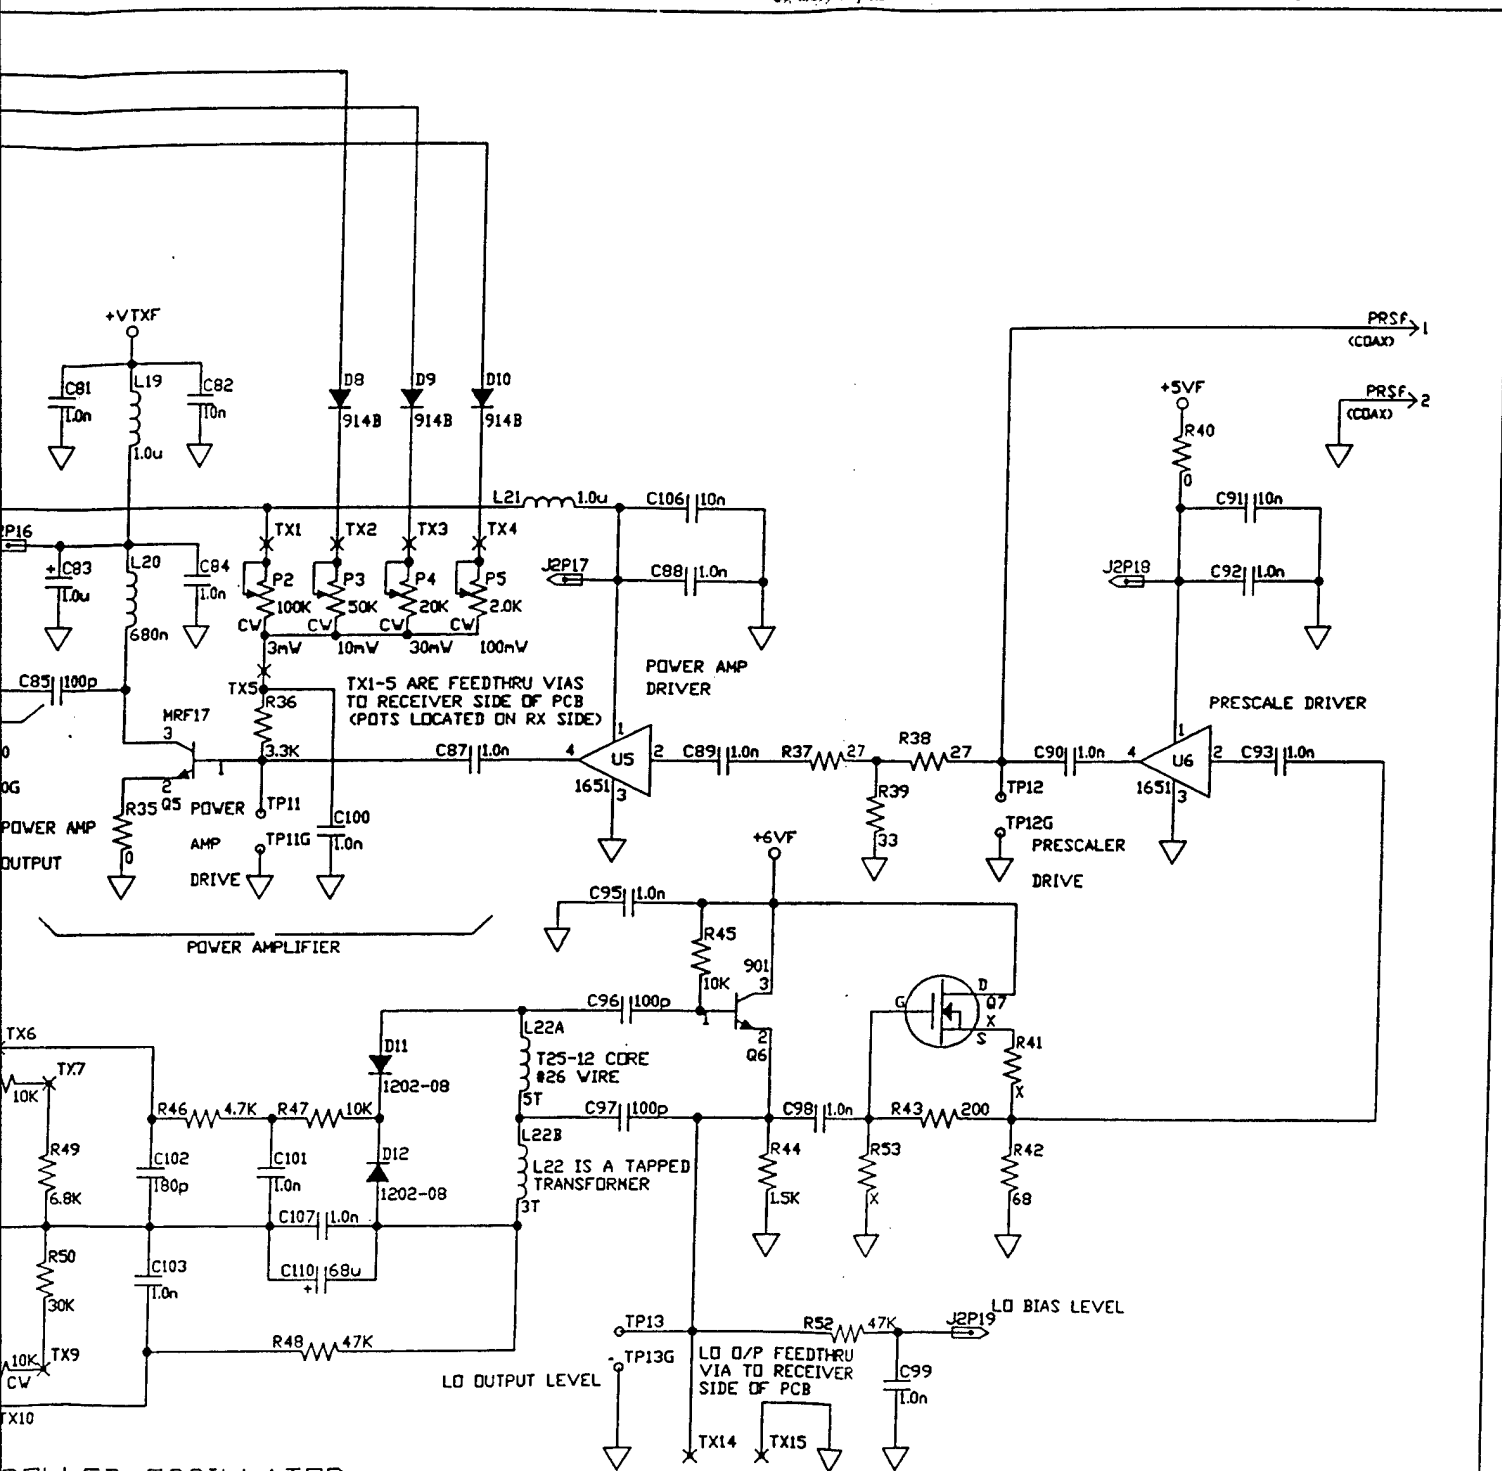 +VTXF
PRSF 1
(COAX)
+5VF
PRSF 2
(COAX)
C81
1.0n
L19
1.0u
C82
10n
D8
914B
D9
914B
D10
914B
R40
0
L21 1.0u
C106 10n
C91 10n
TX1
TX2
TX3
TX4
J2P17
C88 1.0n
J2P18
C92 1.0n
2P16
+ C83
1.0u
L20
680n
C84
1.0n
P2
100K
CW
3mW
P3
50K
CW
10mW
P4
20K
CW
30mW
P5
2.0K
CW
100mW
POWER AMP
DRIVER
C85 100p
TX5
R36
3.3K
TX1-5 ARE FEEDTHRU VIAS
TO RECEIVER SIDE OF PCB
(POTS LOCATED ON RX SIDE)
PRESCALE DRIVER
MRF17
3
1
2
Q5
C87 1.0n
4
U5
1
2
1651
3
C89 1.0n
R37 27
R38 27
C90 1.0n
4
U6
1
2
1651
3
C93 1.0n
0G
POWER AMP
OUTPUT
R35
0
POWER
AMP
DRIVE
TP11
TP11G
C100
1.0n
R39
33
TP12
TP12G
PRESCALER
DRIVE
+6VF
POWER AMPLIFIER
C95 1.0n
R45
10K
901
3
1
2
Q6
C96 100p
G
D
Q7
X
S
R41
X
TX6
TX7
10K
D11
1202-08
L22A
T25-12 CORE
#26 WIRE
5T
R46 4.7K
R47 10K
C97 100p
C98 1.0n
R43 200
R49
6.8K
C102
180p
C101
1.0n
D12
1202-08
L22B
L22 IS A TAPPED
TRANSFORMER
3T
R44
1.5K
R53
X
R42
68
C107 1.0n
R50
30K
C103
1.0n
C110 68u
+
LO BIAS LEVEL
TP13
R52 47K
J2P19
10K TX9
CW
R48 47K
TP13G
LO O/P FEEDTHRU
VIA TO RECEIVER
SIDE OF PCB
C99
1.0n
LO OUTPUT LEVEL
TX10
TX14
TX15